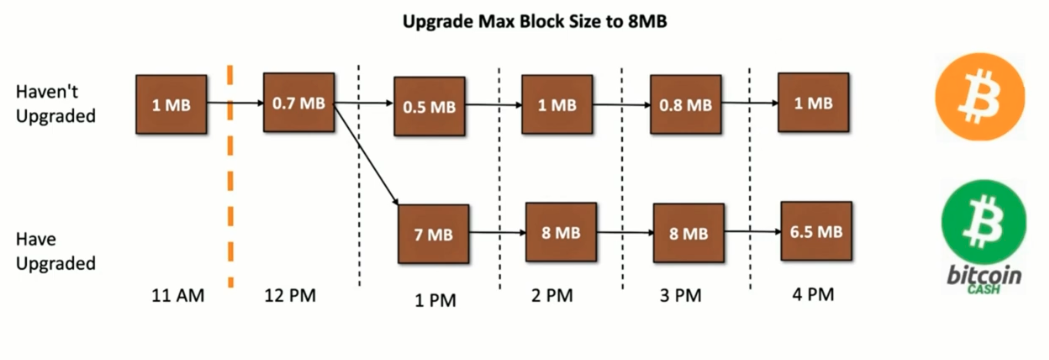 Upgrade Max Block Size to 8MB
Haven't
Upgraded
1 MB
0.7 MB
0.5 MB
1 MB
0.8 MB
1 MB
Have
Upgraded
7 MB
8 MB
8 MB
6.5 MB
bitcoin
CASH
11 AM
12 PM
1 PM
2 PM
3 PM
4 PM